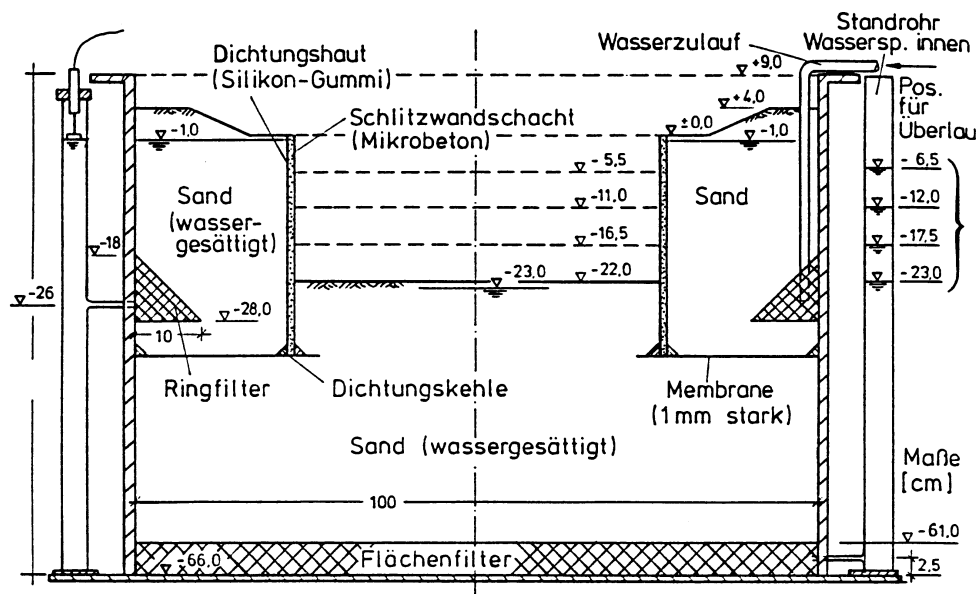 Standrohr
Wassersp. innen
Wasserzulauf
Dichtungshaut
(Silikon-Gummi)
+9,0
Pos.
für
Überlau
+4,0
Schlitzwandschacht
(Mikrobeton)
-1,0
±0,0
-1,0
-5,5
-6,5
Sand
(wasser-
gesättigt)
Sand
-11,0
-12,0
-18
-16,5
-17,5
-26
-23,0
-22,0
-23,0
-28,0
10
Ringfilter
Dichtungskehle
Membrane
(1mm stark)
Sand (wassergesättigt)
Maße
[cm]
100
-61,0
-66,0
Flächenfilter
2,5